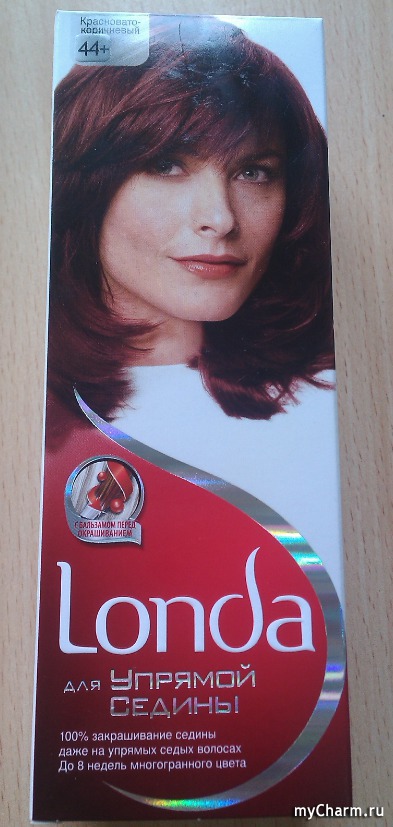 Красновато-
коричневый
44+
С БАЛЬЗАМОМ ПЕРЕД
ОКРАШИВАНИЕМ
Londa
для Упрямой
Седины
100% закрашивание седины
даже на упрямых седых волосах
До 8 недель многогранного цвета
myCharm.ru